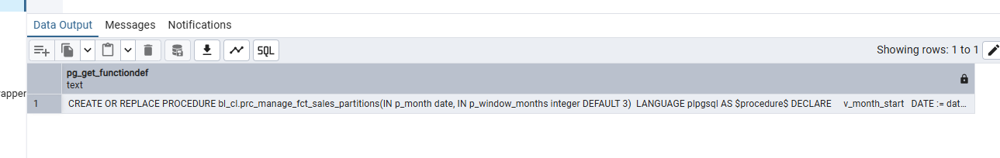 Data Output Messages Notifications
SQL Showing rows: 1 to 1
pg_get_functiondef
text
apper
1 CREATE OR REPLACE PROCEDURE bl_cl.prc_manage_fct_sales_partitions(IN p_month date, IN p_window_months integer DEFAULT 3) LANGUAGE plpgsql AS $procedure$ DECLARE v_month_start DATE := dat...